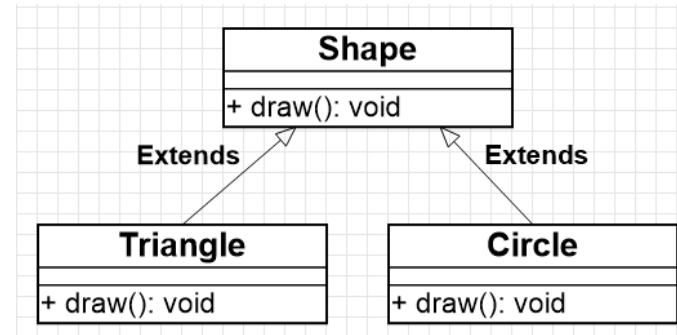 Shape
+ draw(): void
Extends
Extends
Triangle
+ draw(): void
Circle
+ draw(): void